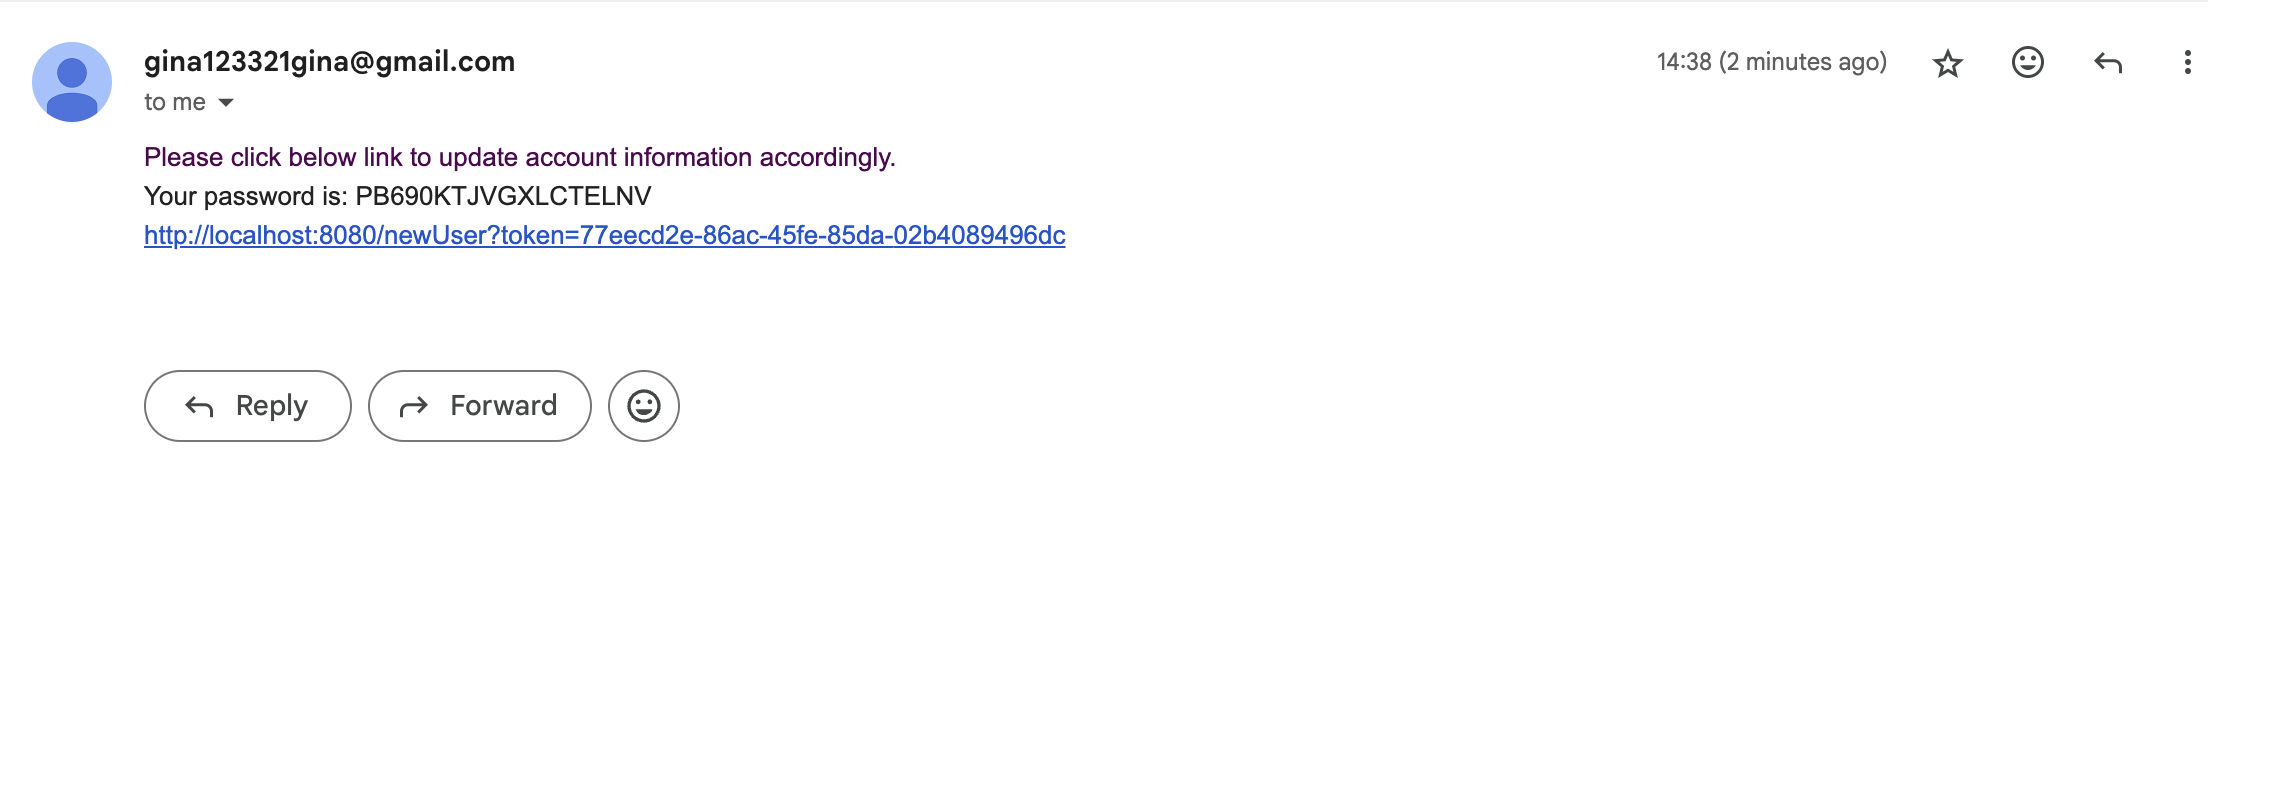 gina123321gina@gmail.com
14:38 (2 minutes ago)
to me
Please click below link to update account information accordingly.
Your password is: PB690KTJVGXLCTELNV
http://localhost:8080/newUser?token=77eecd2e-86ac-45fe-85da-02b4089496dc
Reply
Forward